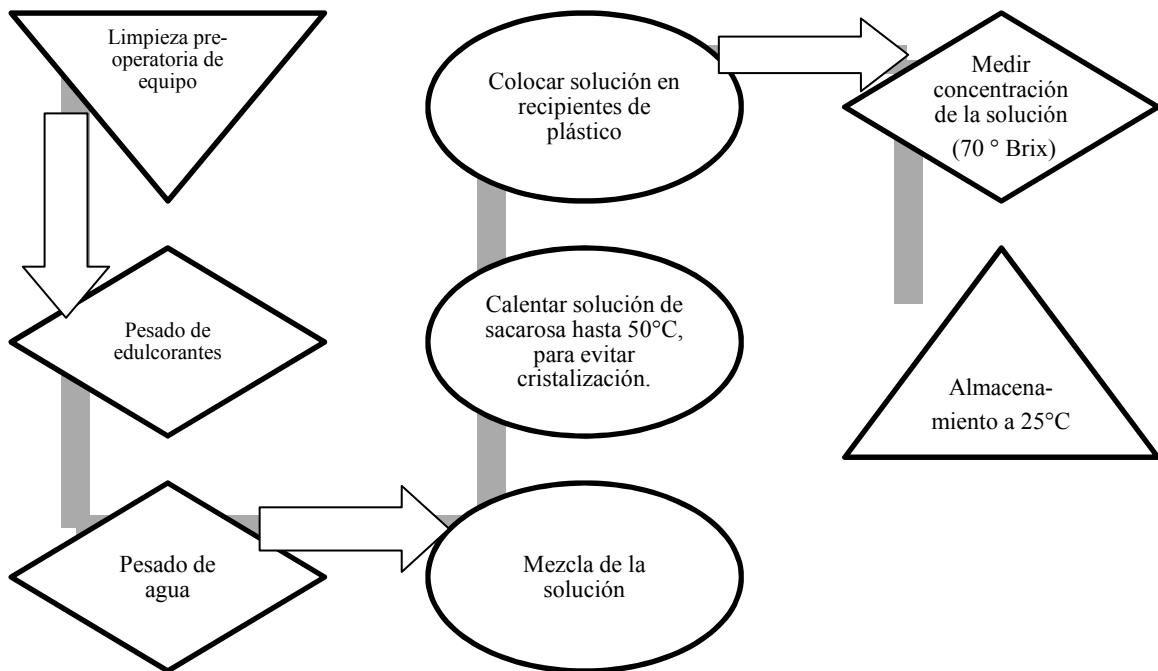 Limpieza pre-
operatoria de
equipo
Pesado de
edulcorantes
Pesado de
agua
Mezcla de la
solución
Calentar solución de
sacarosa hasta 50°C,
para evitar
cristalización.
Colocar solución en
recipientes de
plástico
Medir
concentración
de la solución
(70 ° Brix)
Almacena-
miento a 25°C